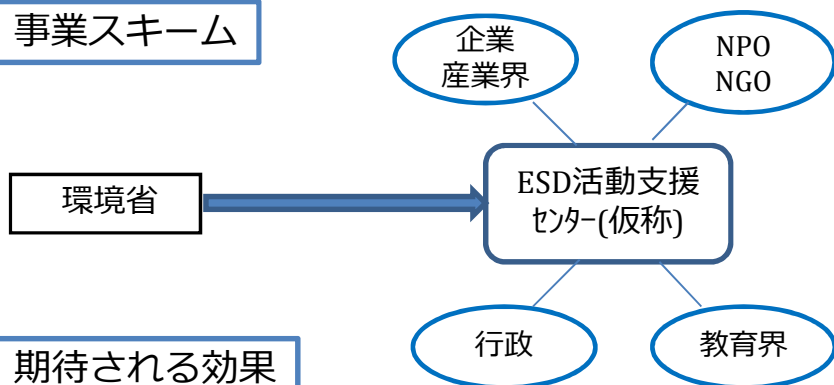 事業スキーム
企業
産業界
NPO
NGO
環境省
ESD活動支援
ｾﾝﾀｰ(仮称)
行政
教育界
期待される効果